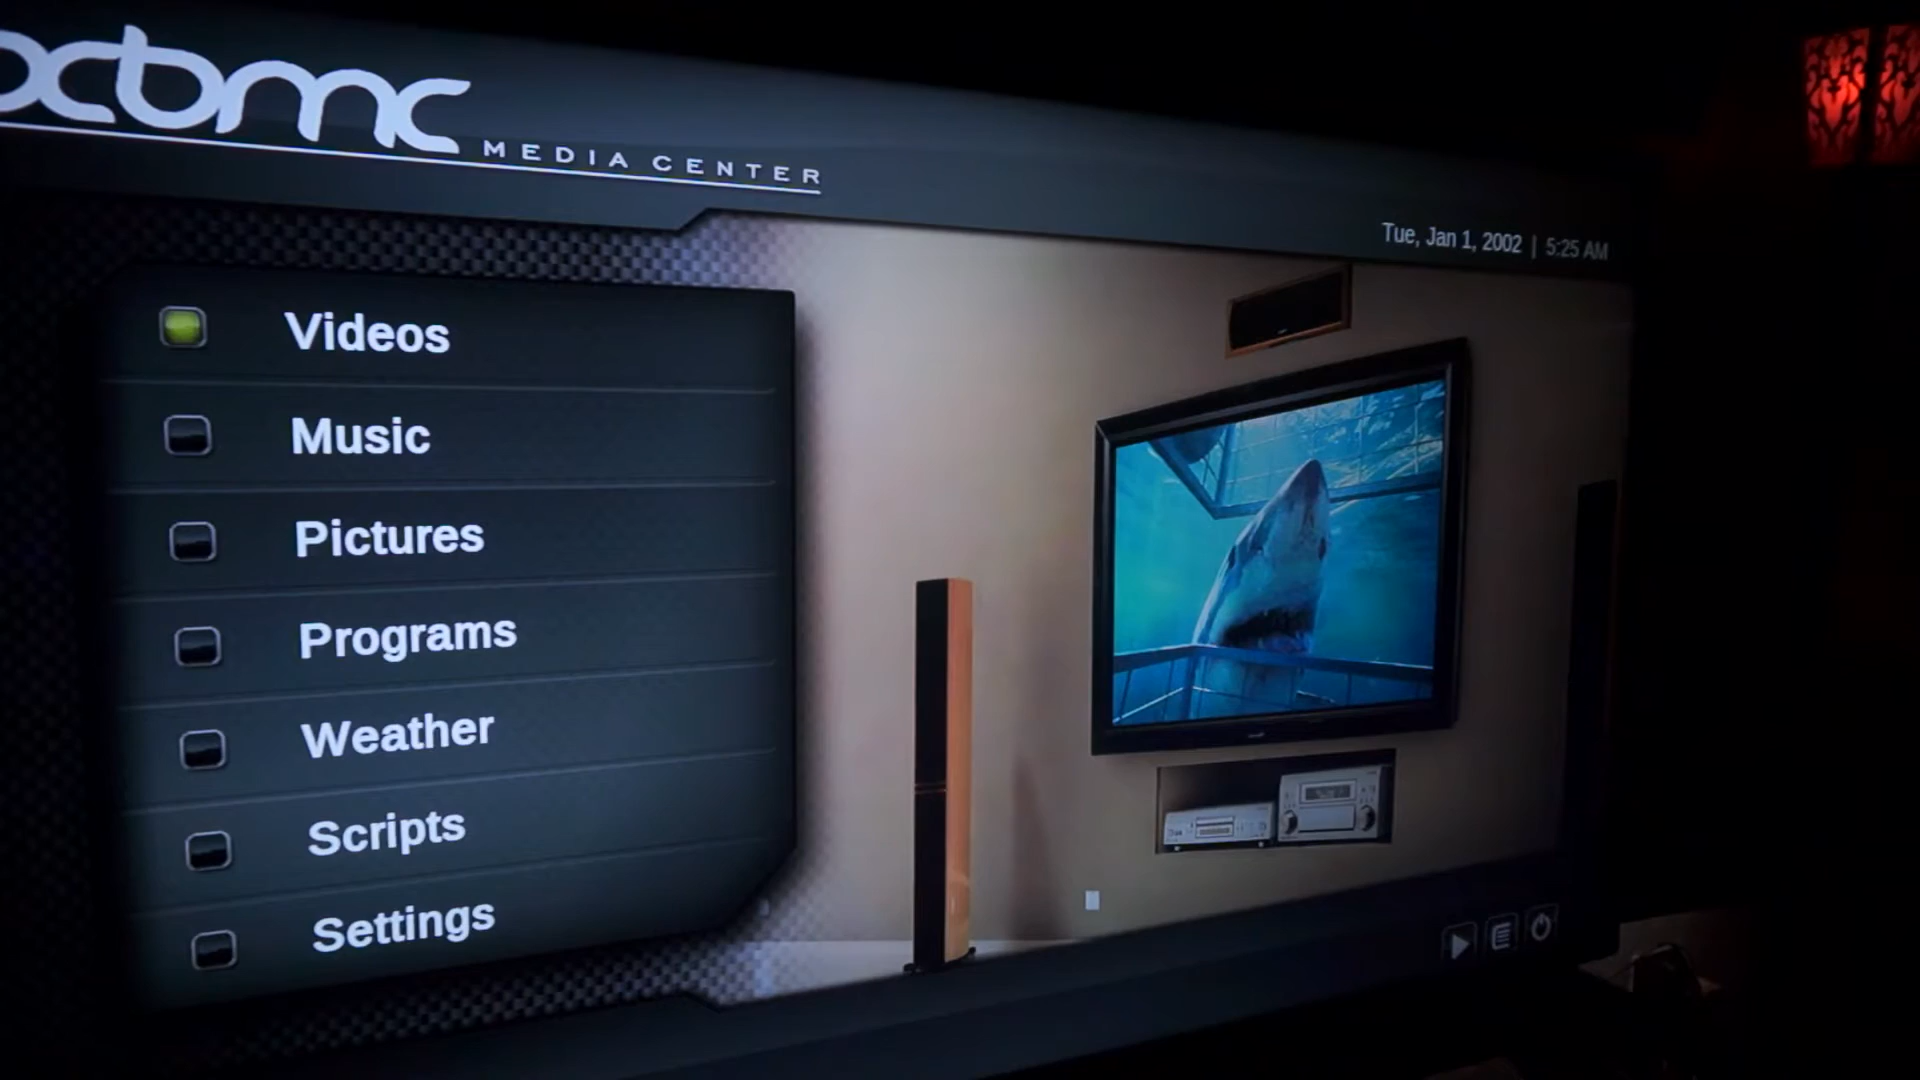 xbmc MEDIA CENTER
Tue, Jan 1, 2002 | 5:25 AM
Videos
Music
Pictures
Programs
Weather
Scripts
Settings